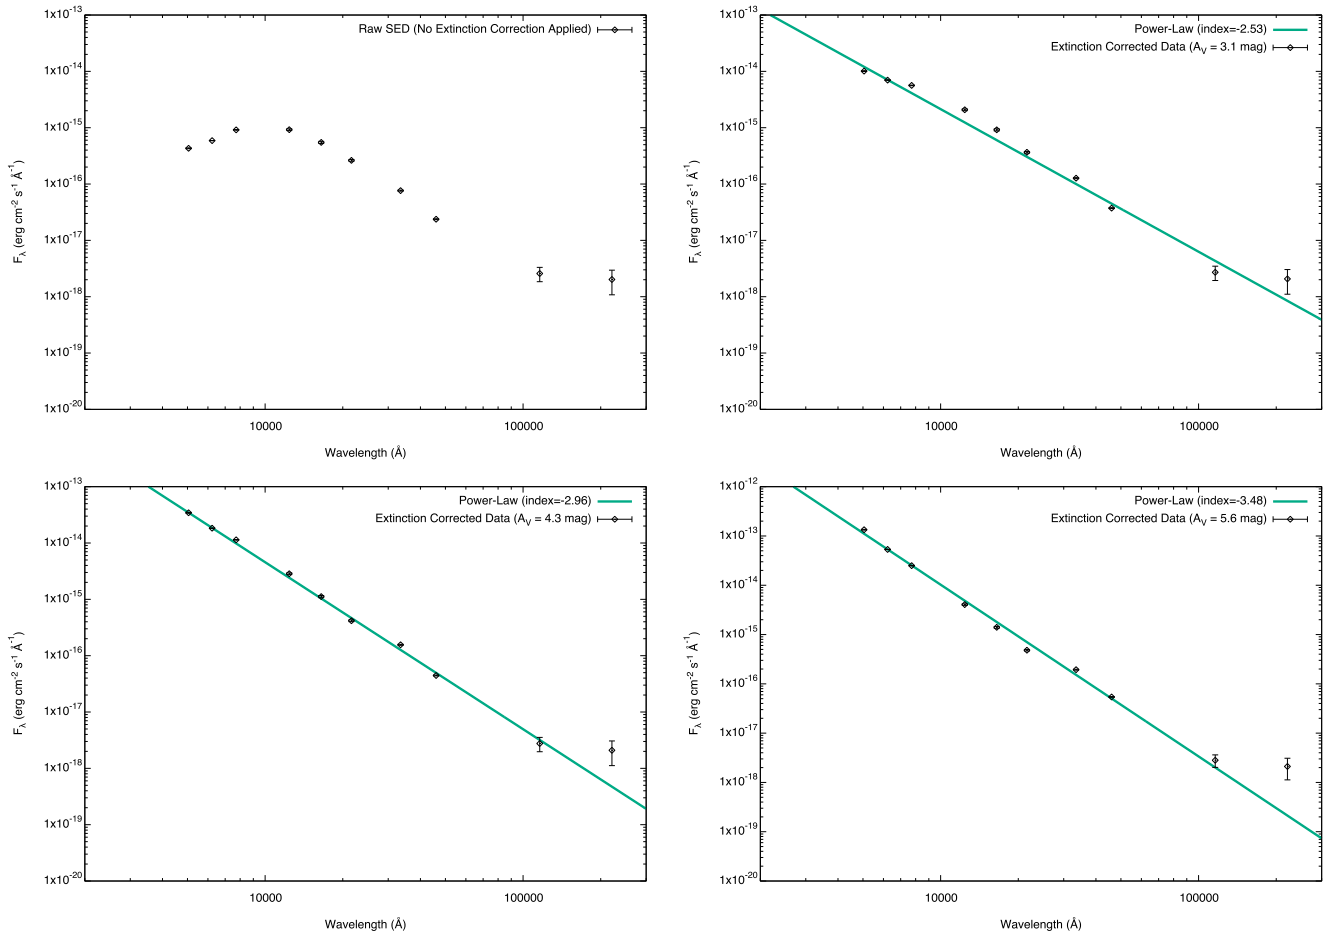 Raw SED (No Extinction Correction Applied)
1x10-13
1x10-14
1x10-15
1x10-16
1x10-17
1x10-18
1x10-19
1x10-20
Fλ (erg cm-2 s-1 Å-1)
10000 100000
Wavelength (Å)
Power-Law (index=-2.53)
Extinction Corrected Data (AV = 3.1 mag)
1x10-13
1x10-14
1x10-15
1x10-16
1x10-17
1x10-18
1x10-19
1x10-20
Fλ (erg cm-2 s-1 Å-1)
10000 100000
Wavelength (Å)
Power-Law (index=-2.96)
Extinction Corrected Data (AV = 4.3 mag)
1x10-13
1x10-14
1x10-15
1x10-16
1x10-17
1x10-18
1x10-19
1x10-20
Fλ (erg cm-2 s-1 Å-1)
10000 100000
Wavelength (Å)
Power-Law (index=-3.48)
Extinction Corrected Data (AV = 5.6 mag)
1x10-12
1x10-13
1x10-14
1x10-15
1x10-16
1x10-17
1x10-18
1x10-19
1x10-20
Fλ (erg cm-2 s-1 Å-1)
10000 100000
Wavelength (Å)